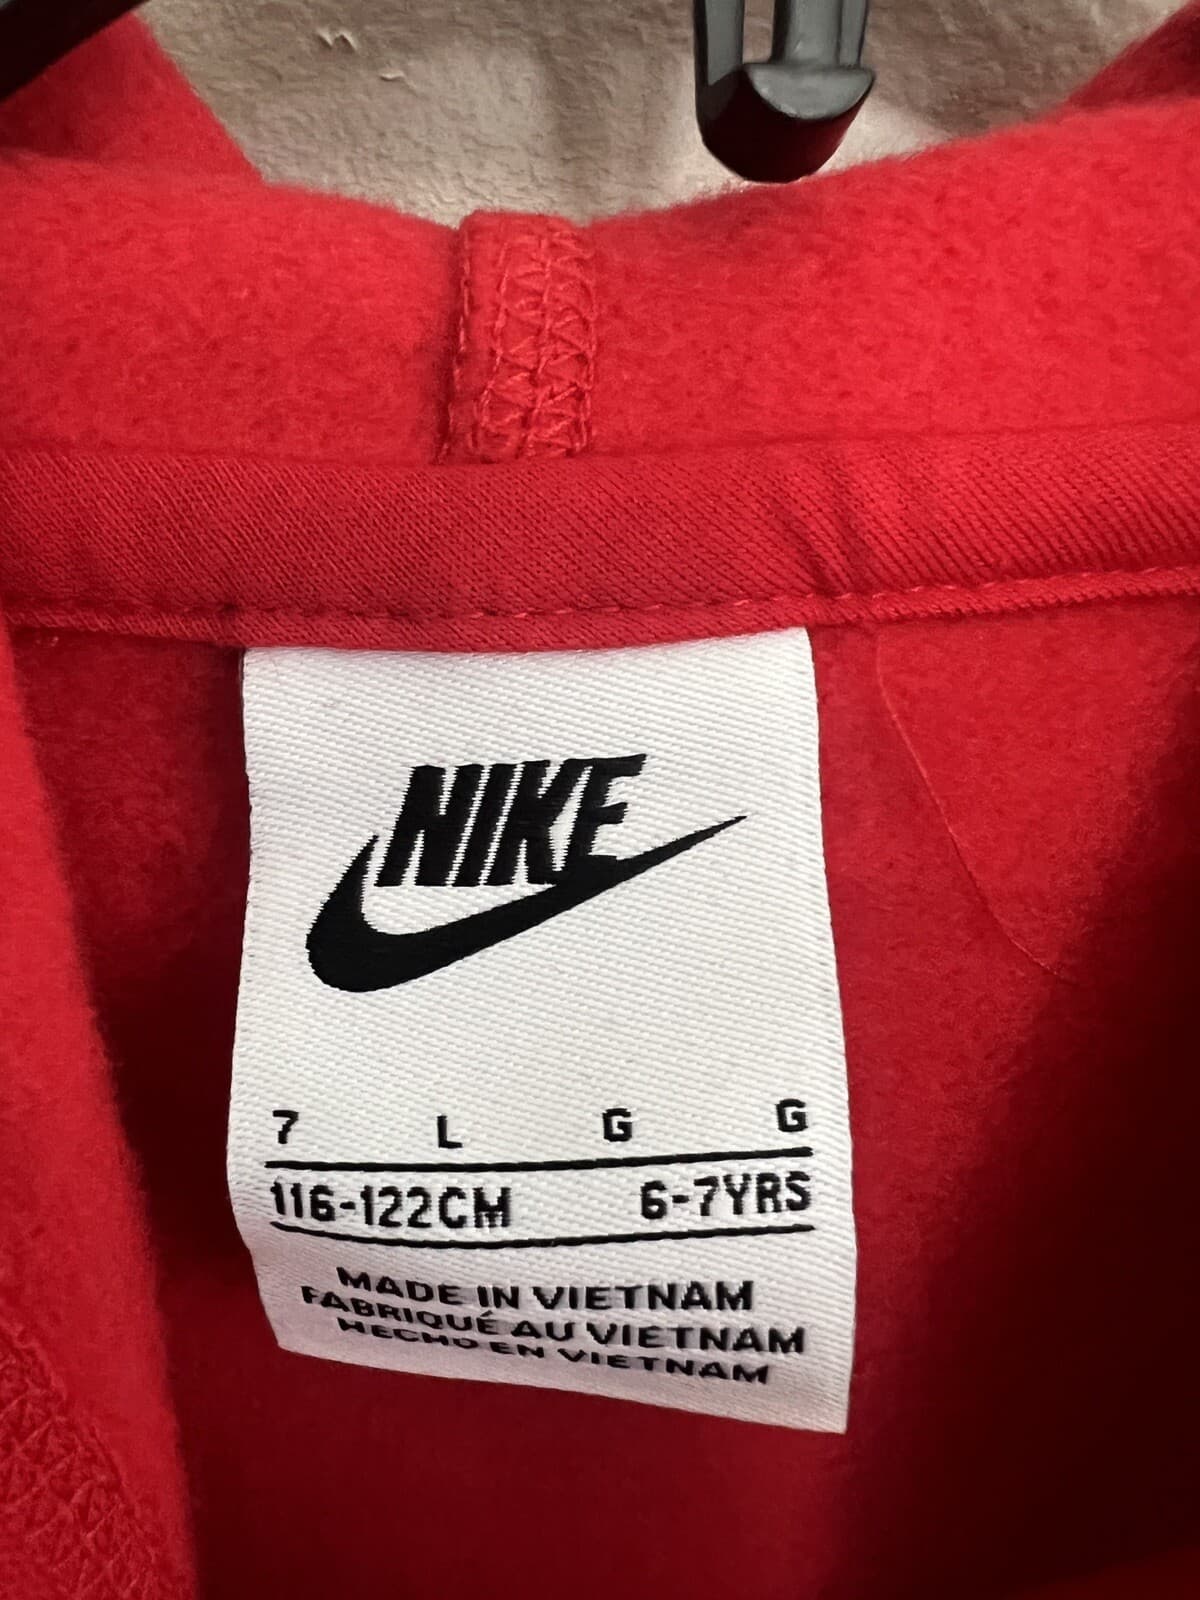 NIKE
7 L G G
116-122CM 6-7YRS
MADE IN VIETNAM
FABRIQUÉ AU VIETNAM
HECHO EN VIETNAM